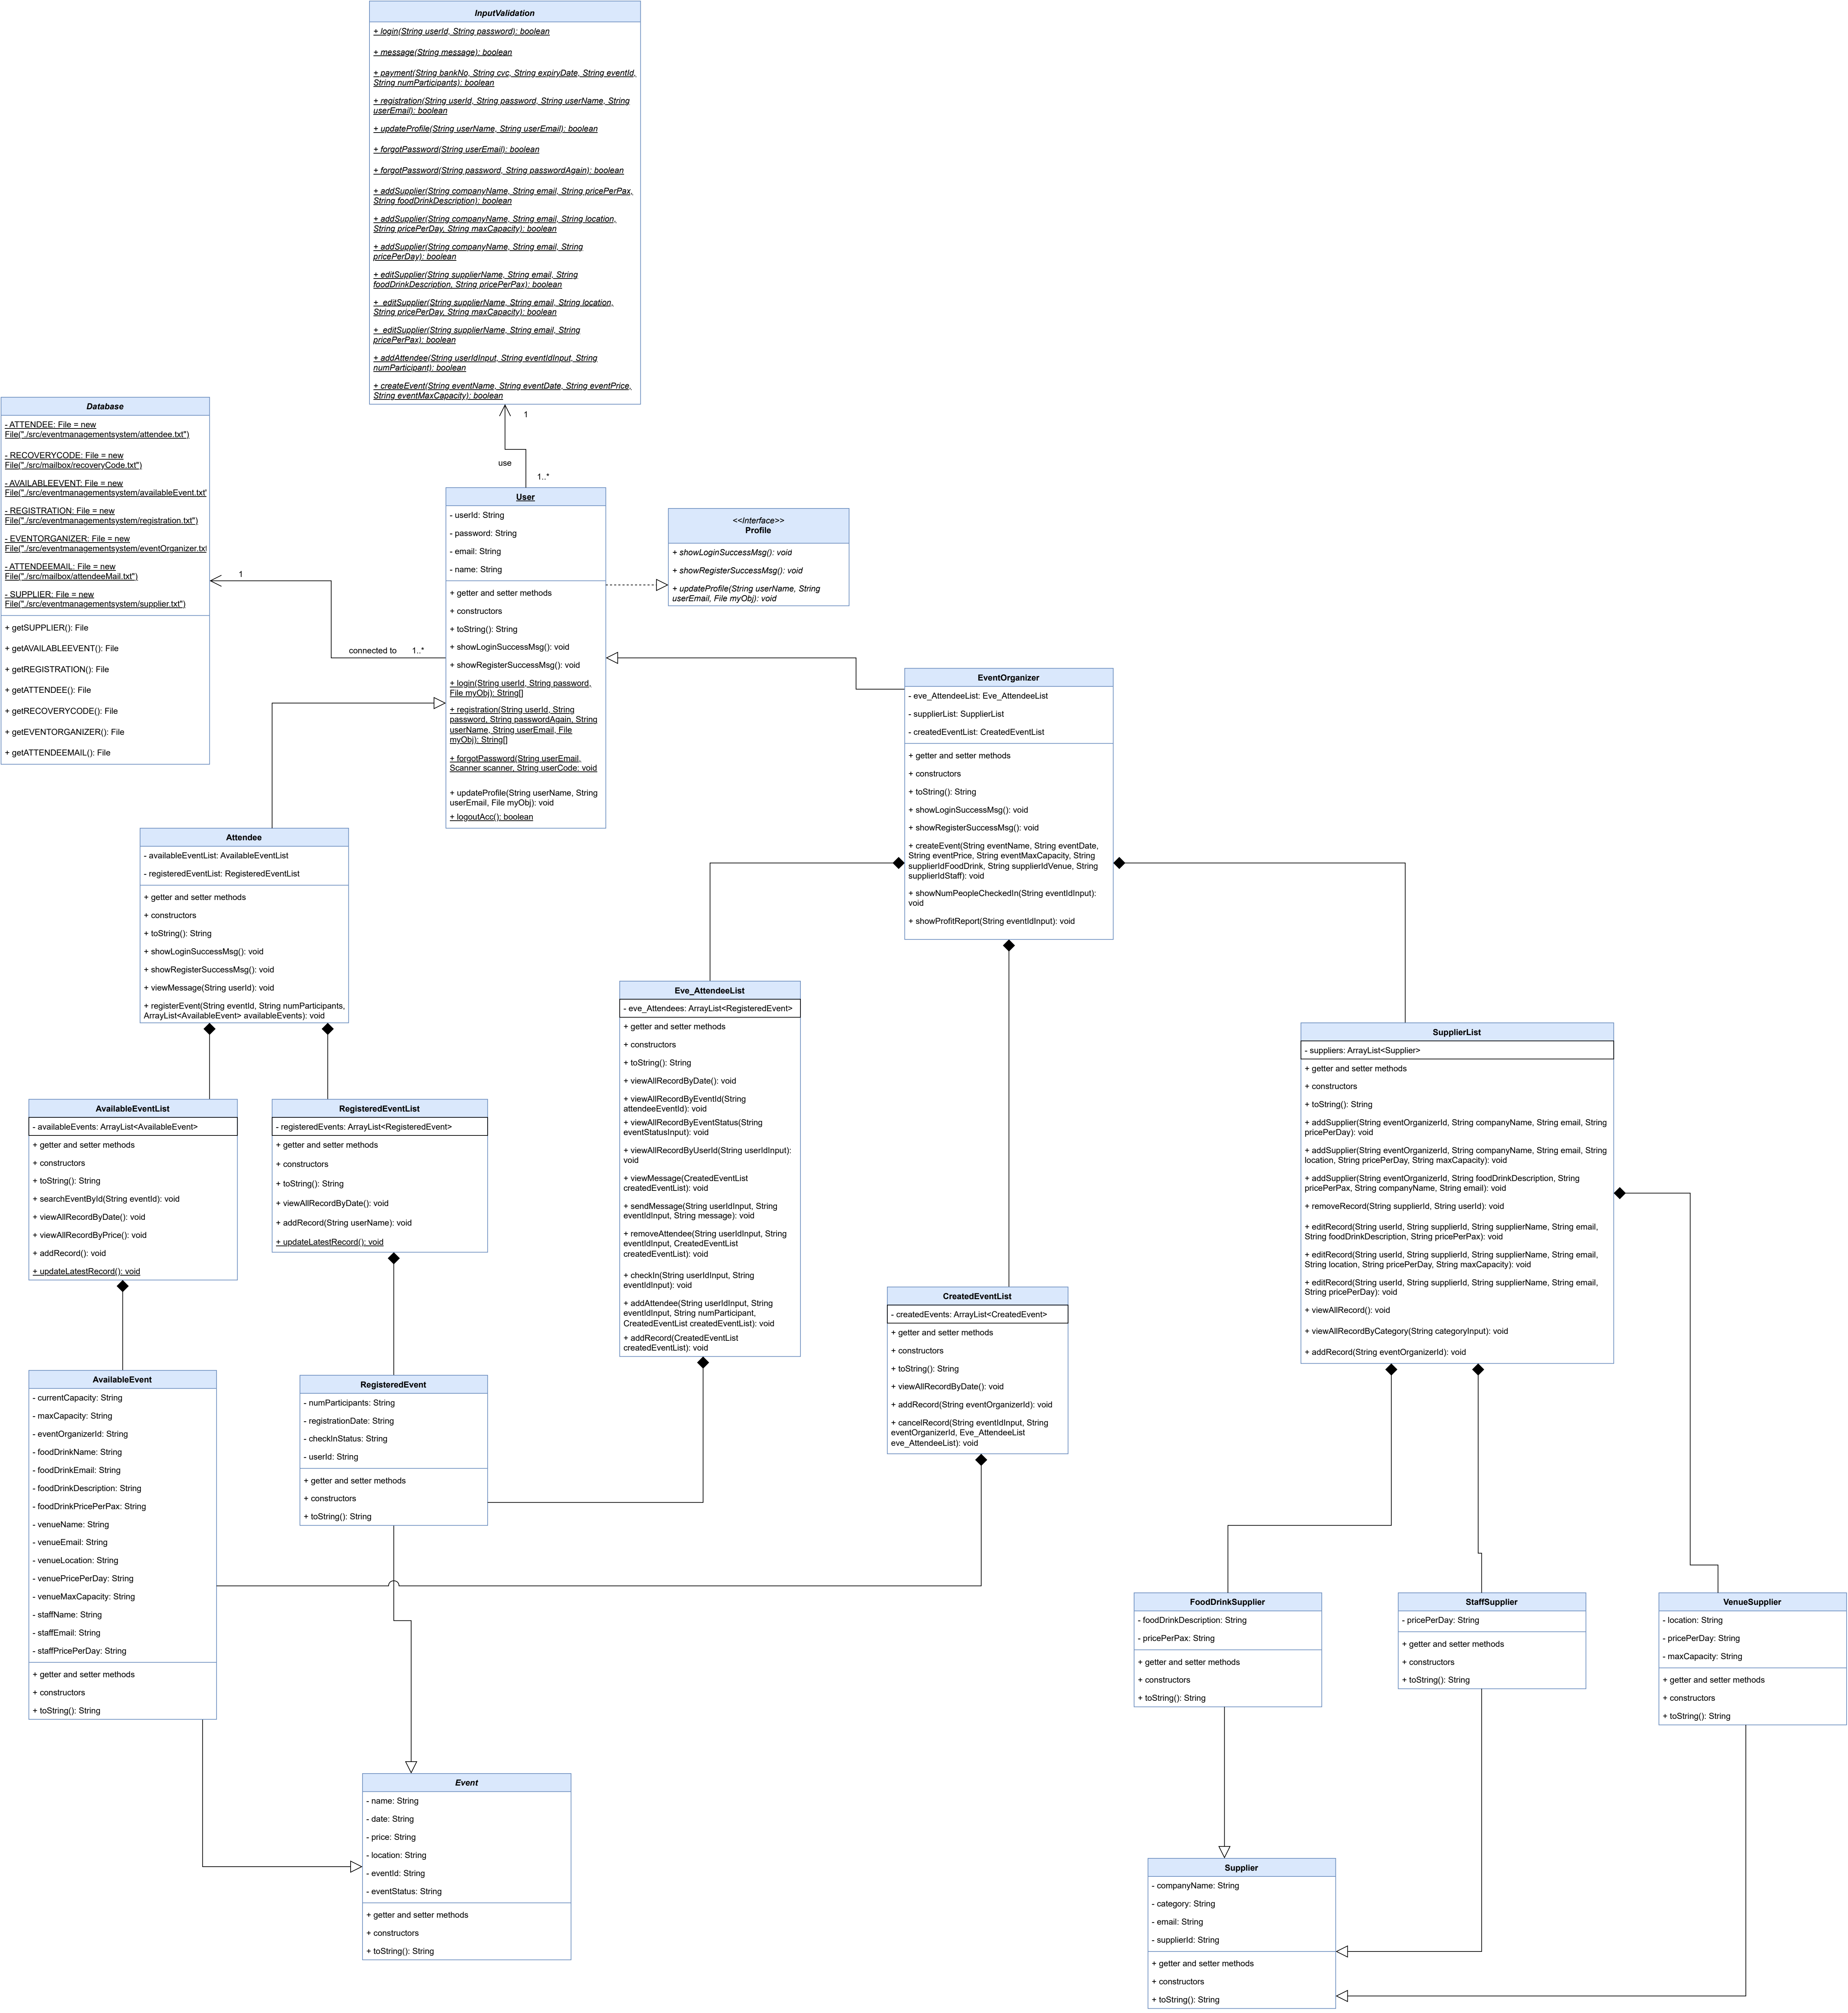 InputValidation
+ login(String userId, String password): boolean
+ message(String message): boolean
+ payment(String bankNo, String cvc, String expiryDate, String eventId,
String numParticipants): boolean
+ registration(String userId, String password, String userName, String
userEmail): boolean
+ updateProfile(String userName, String userEmail): boolean
+ forgotPassword(String userEmail): boolean
+ forgotPassword(String password, String passwordAgain): boolean
+ addSupplier(String companyName, String email, String pricePerPax,
String foodDrinkDescription): boolean
+ addSupplier(String companyName, String email, String location,
String pricePerDay, String maxCapacity): boolean
+ addSupplier(String companyName, String email, String
pricePerDay): boolean
+ editSupplier(String supplierName, String email, String
foodDrinkDescription, String pricePerPax): boolean
+  editSupplier(String supplierName, String email, String location,
String pricePerDay, String maxCapacity): boolean
+  editSupplier(String supplierName, String email, String
pricePerPax): boolean
+ addAttendee(String userIdInput, String eventIdInput, String
numParticipant): boolean
+ createEvent(String eventName, String eventDate, String eventPrice,
String eventMaxCapacity): boolean
1
use
1..*
Database
- ATTENDEE: File = new
File("./src/eventmanagementsystem/attendee.txt")
- RECOVERYCODE: File = new
File("./src/mailbox/recoveryCode.txt")
- AVAILABLEEVENT: File = new
File("./src/eventmanagementsystem/availableEvent.txt"
- REGISTRATION: File = new
File("./src/eventmanagementsystem/registration.txt")
- EVENTORGANIZER: File = new
File("./src/eventmanagementsystem/eventOrganizer.txt
- ATTENDEEMAIL: File = new
File("./src/mailbox/attendeeMail.txt")
- SUPPLIER: File = new
File("./src/eventmanagementsystem/supplier.txt")
+ getSUPPLIER(): File
+ getAVAILABLEEVENT(): File
+ getREGISTRATION(): File
+ getATTENDEE(): File
+ getRECOVERYCODE(): File
+ getEVENTORGANIZER(): File
+ getATTENDEEMAIL(): File
1
connected to
1..*
User
- userId: String
- password: String
- email: String
- name: String
+ getter and setter methods
+ constructors
+ toString(): String
+ showLoginSuccessMsg(): void
+ showRegisterSuccessMsg(): void
+ login(String userId, String password,
File myObj): String[]
+ registration(String userId, String
password, String passwordAgain, String
userName, String userEmail, File
myObj): String[]
+ forgotPassword(String userEmail,
Scanner scanner, String userCode: void
+ updateProfile(String userName, String
userEmail, File myObj): void
+ logoutAcc(): boolean
<<Interface>>
Profile
+ showLoginSuccessMsg(): void
+ showRegisterSuccessMsg(): void
+ updateProfile(String userName, String
userEmail, File myObj): void
EventOrganizer
- eve_AttendeeList: Eve_AttendeeList
- supplierList: SupplierList
- createdEventList: CreatedEventList
+ getter and setter methods
+ constructors
+ toString(): String
+ showLoginSuccessMsg(): void
+ showRegisterSuccessMsg(): void
+ createEvent(String eventName, String eventDate,
String eventPrice, String eventMaxCapacity, String
supplierIdFoodDrink, String supplierIdVenue, String
supplierIdStaff): void
+ showNumPeopleCheckedIn(String eventIdInput):
void
+ showProfitReport(String eventIdInput): void
Attendee
- availableEventList: AvailableEventList
- registeredEventList: RegisteredEventList
+ getter and setter methods
+ constructors
+ toString(): String
+ showLoginSuccessMsg(): void
+ showRegisterSuccessMsg(): void
+ viewMessage(String userId): void
+ registerEvent(String eventId, String numParticipants,
ArrayList<AvailableEvent> availableEvents): void
AvailableEventList
- availableEvents: ArrayList<AvailableEvent>
+ getter and setter methods
+ constructors
+ toString(): String
+ searchEventById(String eventId): void
+ viewAllRecordByDate(): void
+ viewAllRecordByPrice(): void
+ addRecord(): void
+ updateLatestRecord(): void
RegisteredEventList
- registeredEvents: ArrayList<RegisteredEvent>
+ getter and setter methods
+ constructors
+ toString(): String
+ viewAllRecordByDate(): void
+ addRecord(String userName): void
+ updateLatestRecord(): void
Eve_AttendeeList
- eve_Attendees: ArrayList<RegisteredEvent>
+ getter and setter methods
+ constructors
+ toString(): String
+ viewAllRecordByDate(): void
+ viewAllRecordByEventId(String
attendeeEventId): void
+ viewAllRecordByEventStatus(String
eventStatusInput): void
+ viewAllRecordByUserId(String userIdInput):
void
+ viewMessage(CreatedEventList
createdEventList): void
+ sendMessage(String userIdInput, String
eventIdInput, String message): void
+ removeAttendee(String userIdInput, String
eventIdInput, CreatedEventList
createdEventList): void
+ checkIn(String userIdInput, String
eventIdInput): void
+ addAttendee(String userIdInput, String
eventIdInput, String numParticipant,
CreatedEventList createdEventList): void
+ addRecord(CreatedEventList
createdEventList): void
SupplierList
- suppliers: ArrayList<Supplier>
+ getter and setter methods
+ constructors
+ toString(): String
+ addSupplier(String eventOrganizerId, String companyName, String email, String
pricePerDay): void
+ addSupplier(String eventOrganizerId, String companyName, String email, String
location, String pricePerDay, String maxCapacity): void
+ addSupplier(String eventOrganizerId, String foodDrinkDescription, String
pricePerPax, String companyName, String email): void
+ removeRecord(String supplierId, String userId): void
+ editRecord(String userId, String supplierId, String supplierName, String email,
String foodDrinkDescription, String pricePerPax): void
+ editRecord(String userId, String supplierId, String supplierName, String email,
String location, String pricePerDay, String maxCapacity): void
+ editRecord(String userId, String supplierId, String supplierName, String email,
String pricePerDay): void
+ viewAllRecord(): void
+ viewAllRecordByCategory(String categoryInput): void
+ addRecord(String eventOrganizerId): void
CreatedEventList
- createdEvents: ArrayList<CreatedEvent>
+ getter and setter methods
+ constructors
+ toString(): String
+ viewAllRecordByDate(): void
+ addRecord(String eventOrganizerId): void
+ cancelRecord(String eventIdInput, String
eventOrganizerId, Eve_AttendeeList
eve_AttendeeList): void
AvailableEvent
- currentCapacity: String
- maxCapacity: String
- eventOrganizerId: String
- foodDrinkName: String
- foodDrinkEmail: String
- foodDrinkDescription: String
- foodDrinkPricePerPax: String
- venueName: String
- venueEmail: String
- venueLocation: String
- venuePricePerDay: String
- venueMaxCapacity: String
- staffName: String
- staffEmail: String
- staffPricePerDay: String
+ getter and setter methods
+ constructors
+ toString(): String
RegisteredEvent
- numParticipants: String
- registrationDate: String
- checkInStatus: String
- userId: String
+ getter and setter methods
+ constructors
+ toString(): String
FoodDrinkSupplier
- foodDrinkDescription: String
- pricePerPax: String
+ getter and setter methods
+ constructors
+ toString(): String
StaffSupplier
- pricePerDay: String
+ getter and setter methods
+ constructors
+ toString(): String
VenueSupplier
- location: String
- pricePerDay: String
- maxCapacity: String
+ getter and setter methods
+ constructors
+ toString(): String
Event
- name: String
- date: String
- price: String
- location: String
- eventId: String
- eventStatus: String
+ getter and setter methods
+ constructors
+ toString(): String
Supplier
- companyName: String
- category: String
- email: String
- supplierId: String
+ getter and setter methods
+ constructors
+ toString(): String